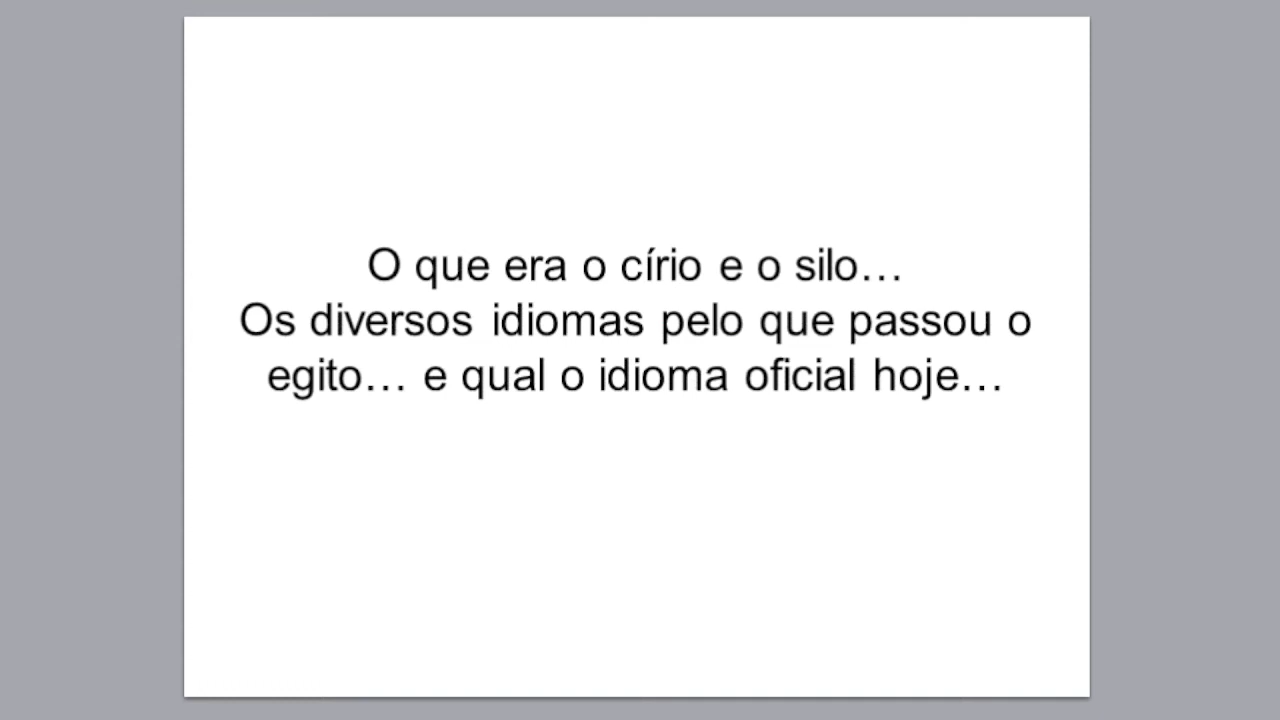 O que era o círio e o silo…
Os diversos idiomas pelo que passou o
egito… e qual o idioma oficial hoje…